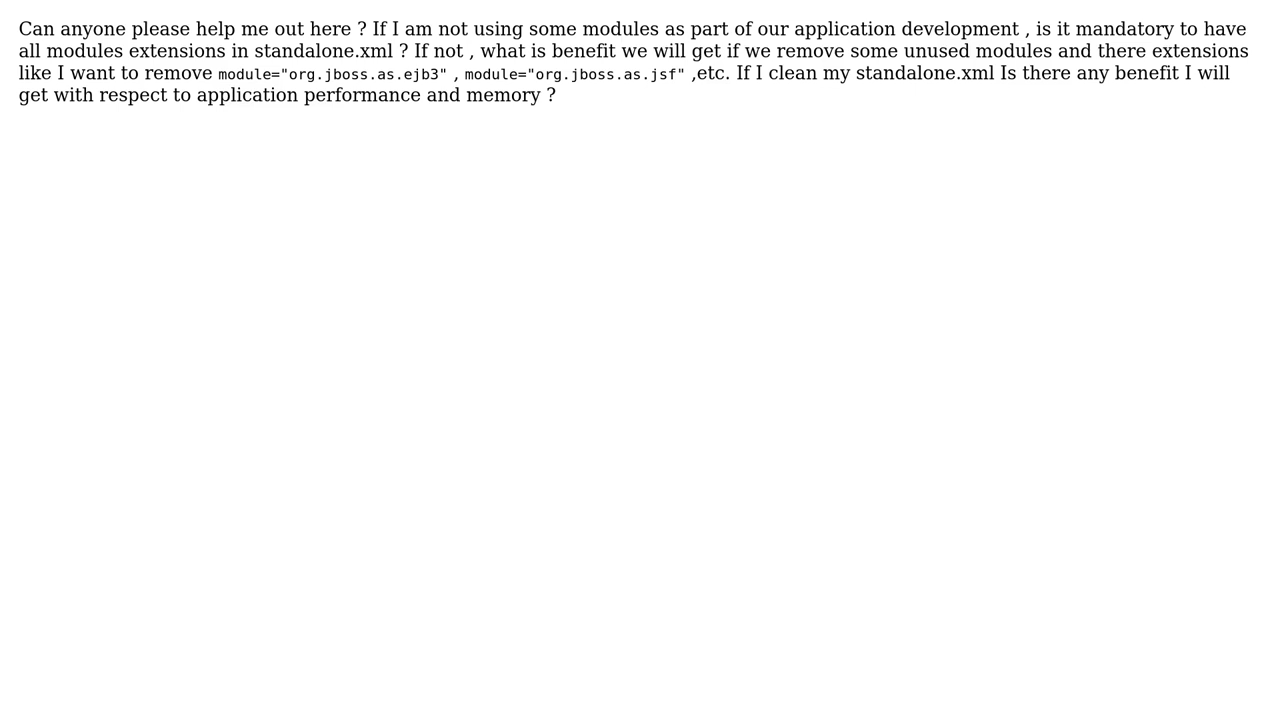 Can anyone please help me out here ? If I am not using some modules as part of our application development , is it mandatory to have
all modules extensions in standalone.xml ? If not , what is benefit we will get if we remove some unused modules and there extensions
like I want to remove module="org.jboss.as.ejb3" , module="org.jboss.as.jsf" ,etc. If I clean my standalone.xml Is there any benefit I will
get with respect to application performance and memory ?